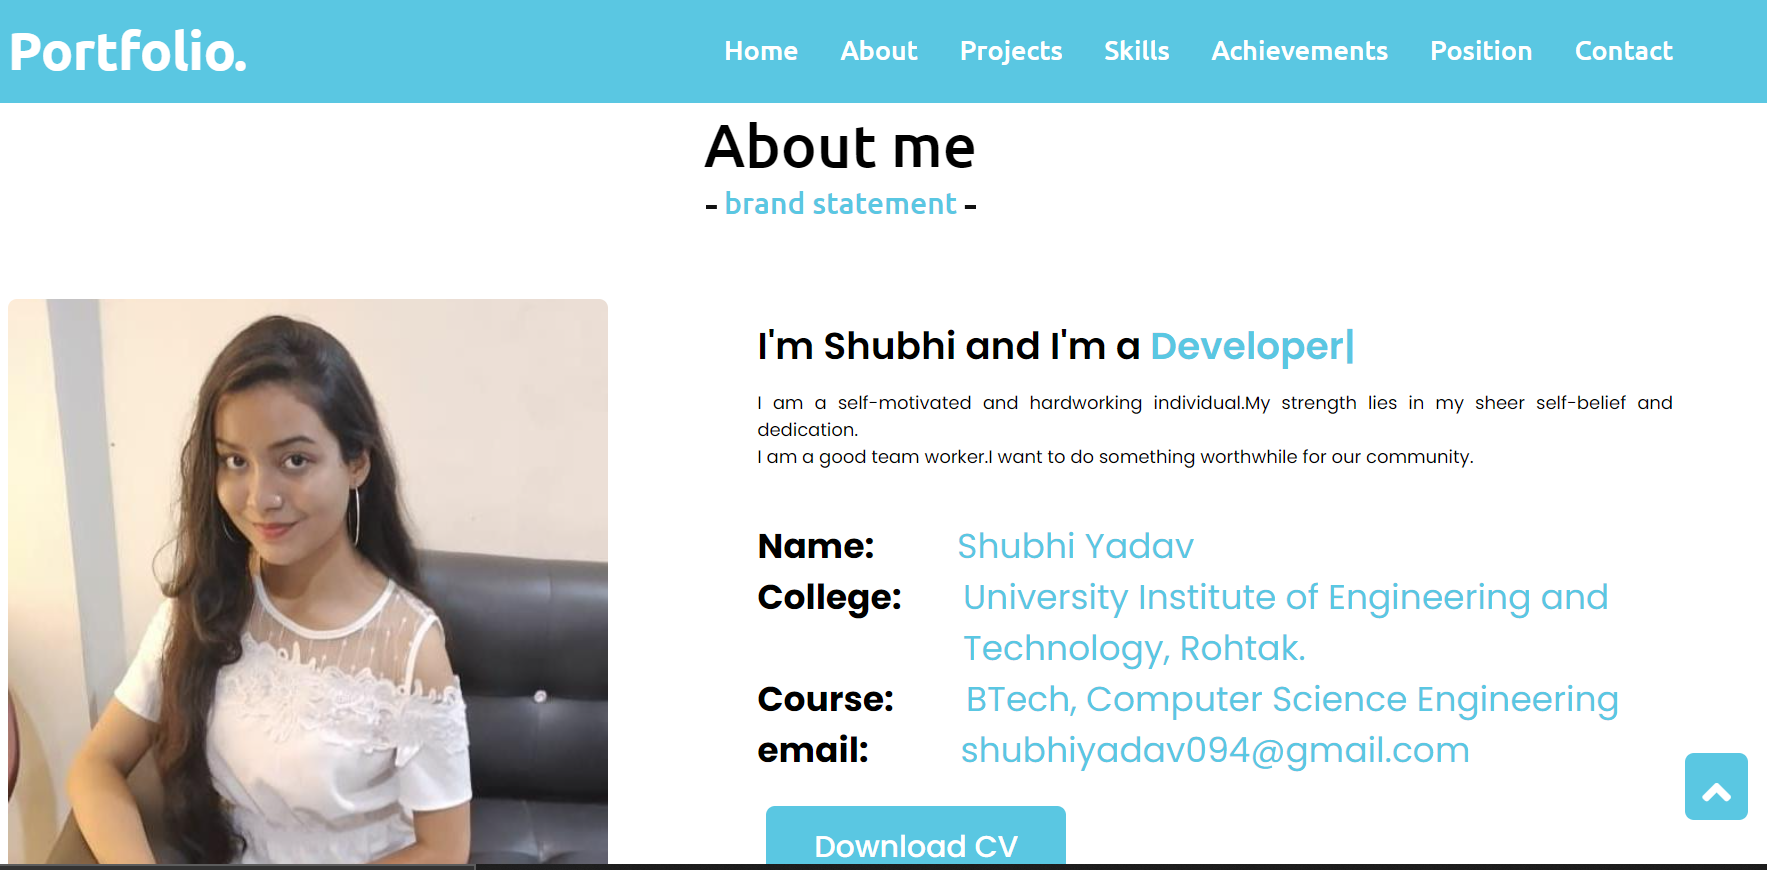 Portfolio.
Home About Projects Skills Achievements Position Contact
About me
- brand statement -
I'm Shubhi and I'm a Developer|
I am a self-motivated and hardworking individual.My strength lies in my sheer self-belief and
dedication.
I am a good team worker.I want to do something worthwhile for our community.
Name: Shubhi Yadav
College: University Institute of Engineering and
Technology, Rohtak.
Course: BTech, Computer Science Engineering
email: shubhiyadav094@gmail.com
Download CV